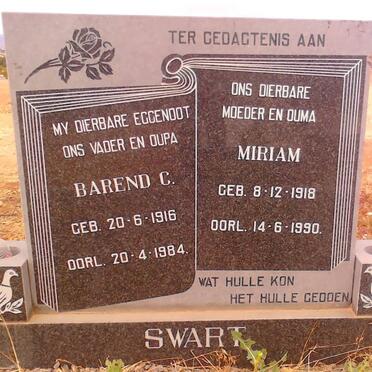 TER GEDAGTENIS AAN
MY DIERBARE EGGENOOT
ONS VADER EN OUPA
BAREND C.
GEB. 20-6-1916
OORL. 20-4-1984.
ONS DIERBARE
MOEDER EN OUMA
MIRIAM
GEB. 8-12-1918
OORL. 14-6-1990.
WAT HULLE KON
HET HULLE GEDOEN
SWART